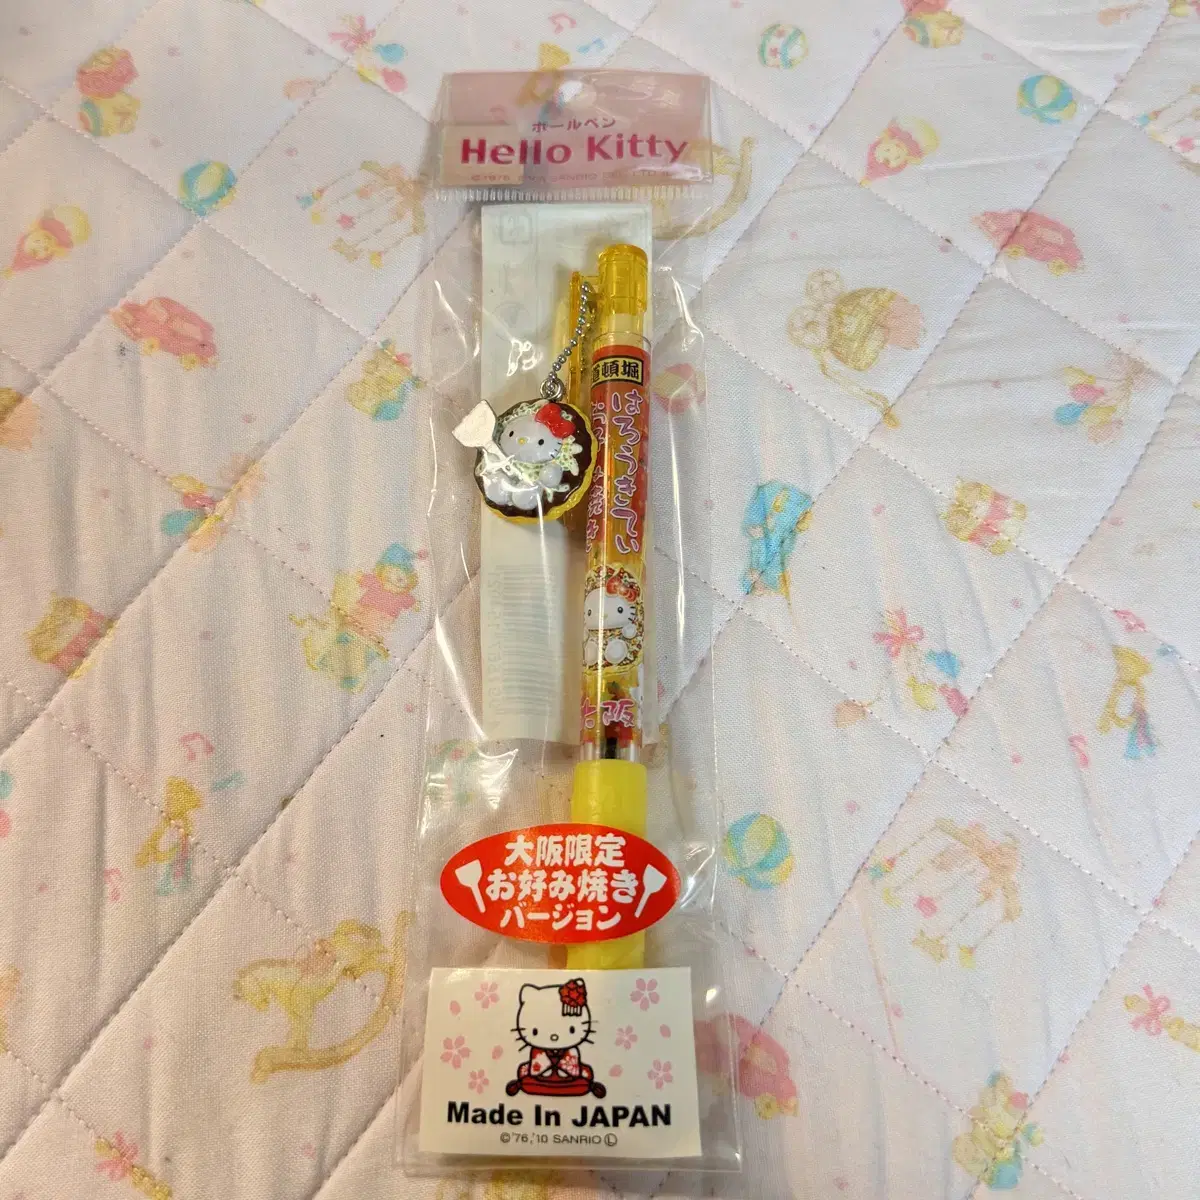 ボールペン
Hello Kitty
道頓堀
はろうきてぃ
大阪限定
お好み焼き
バージョン
Made In JAPAN
©'76,'10 SANRIO Ⓛ